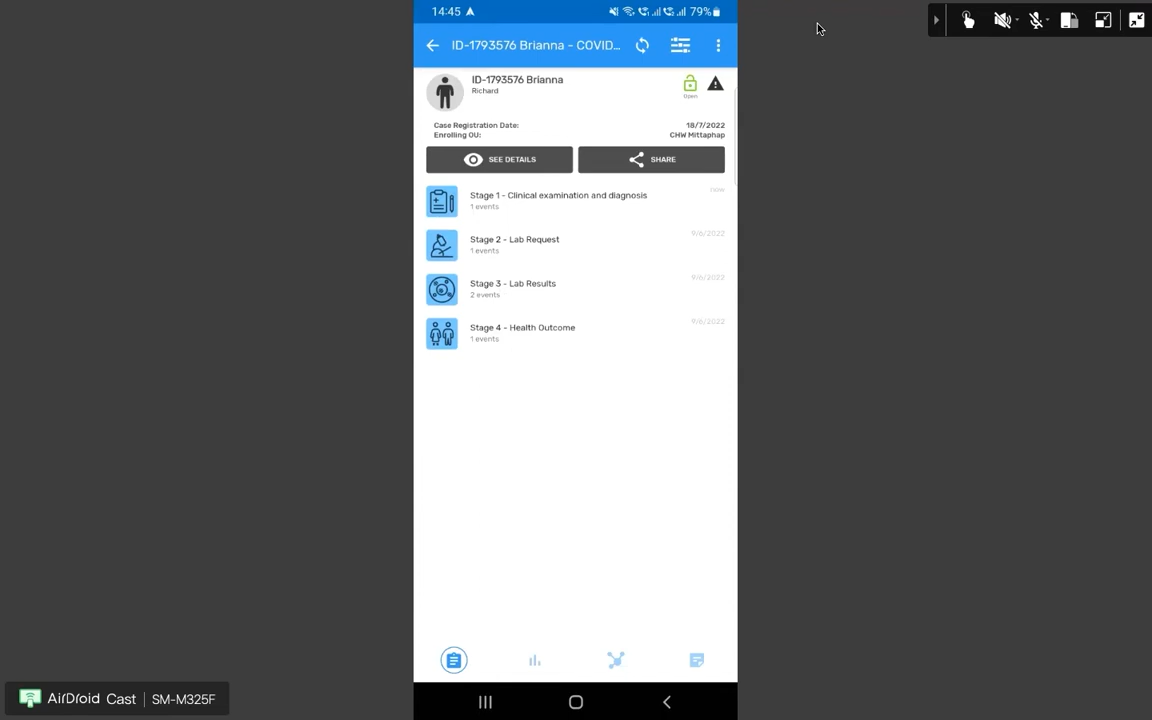 14:45 79%
ID-1793576 Brianna - COVID...
ID-1793576 Brianna
Richard
Open
Case Registration Date: 18/7/2022
Enrolling OU: CHW Mittaphap
SEE DETAILS SHARE
Stage 1 - Clinical examination and diagnosis now
1 events
Stage 2 - Lab Request 9/6/2022
1 events
Stage 3 - Lab Results 9/6/2022
2 events
Stage 4 - Health Outcome 9/6/2022
1 events
AirDroid Cast SM-M325F